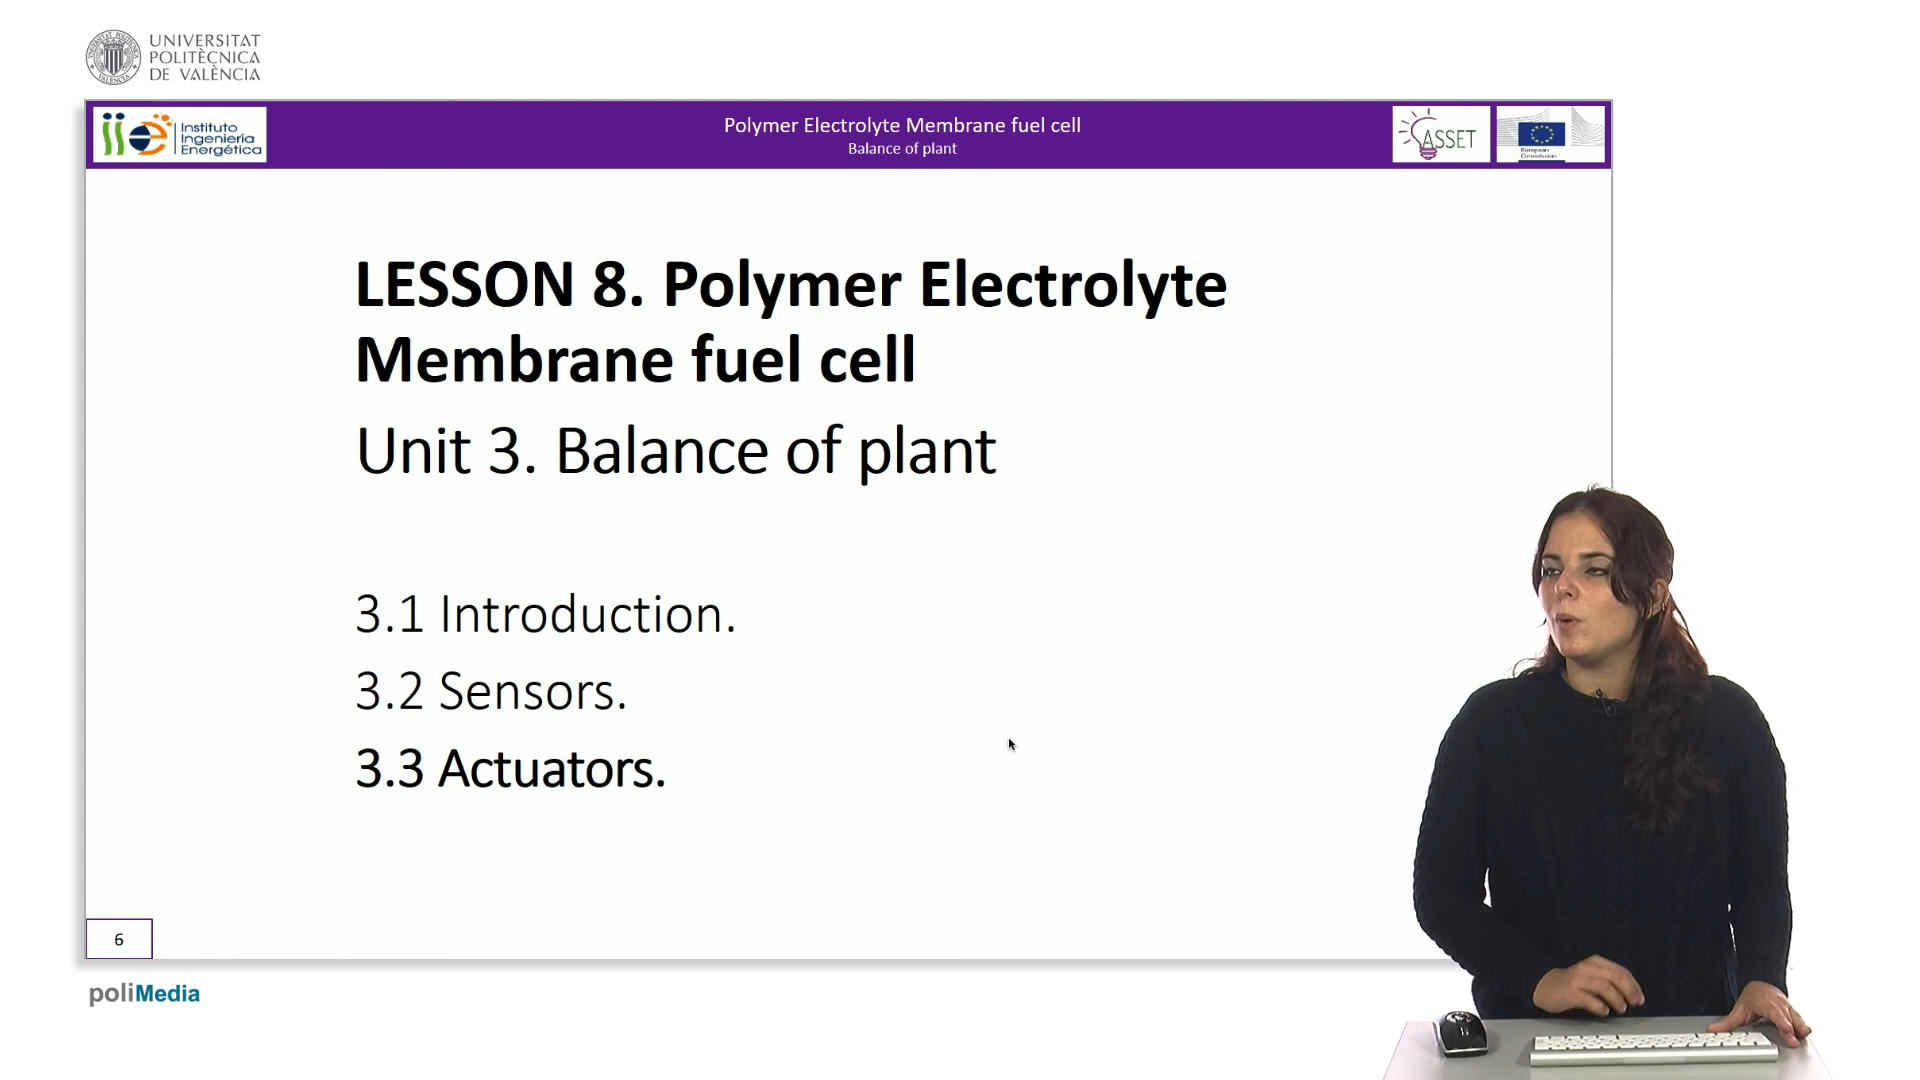 UNIVERSITAT
POLITÈCNICA
DE VALÈNCIA
iie Instituto
Ingeniería
Energética
Polymer Electrolyte Membrane fuel cell
Balance of plant
ASSET
European
Commission
LESSON 8. Polymer Electrolyte
Membrane fuel cell
Unit 3. Balance of plant
3.1 Introduction.
3.2 Sensors.
3.3 Actuators.
6
poliMedia